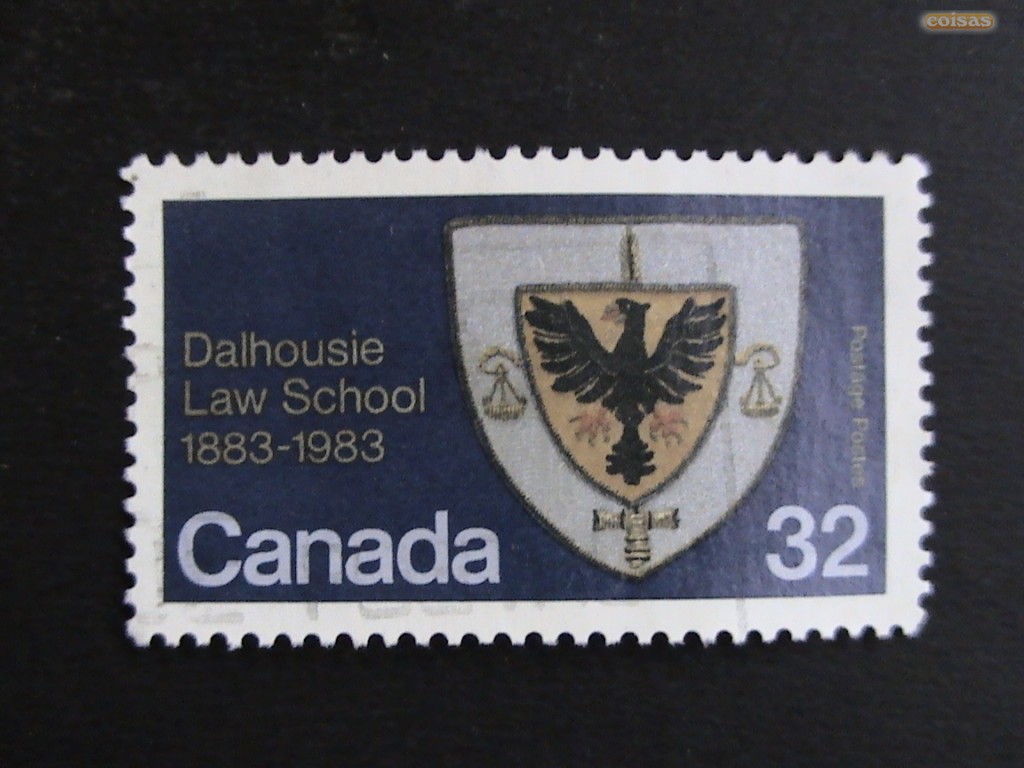 coisas
Dalhousie
Law School
1883-1983
Canada
32
Postage Postes